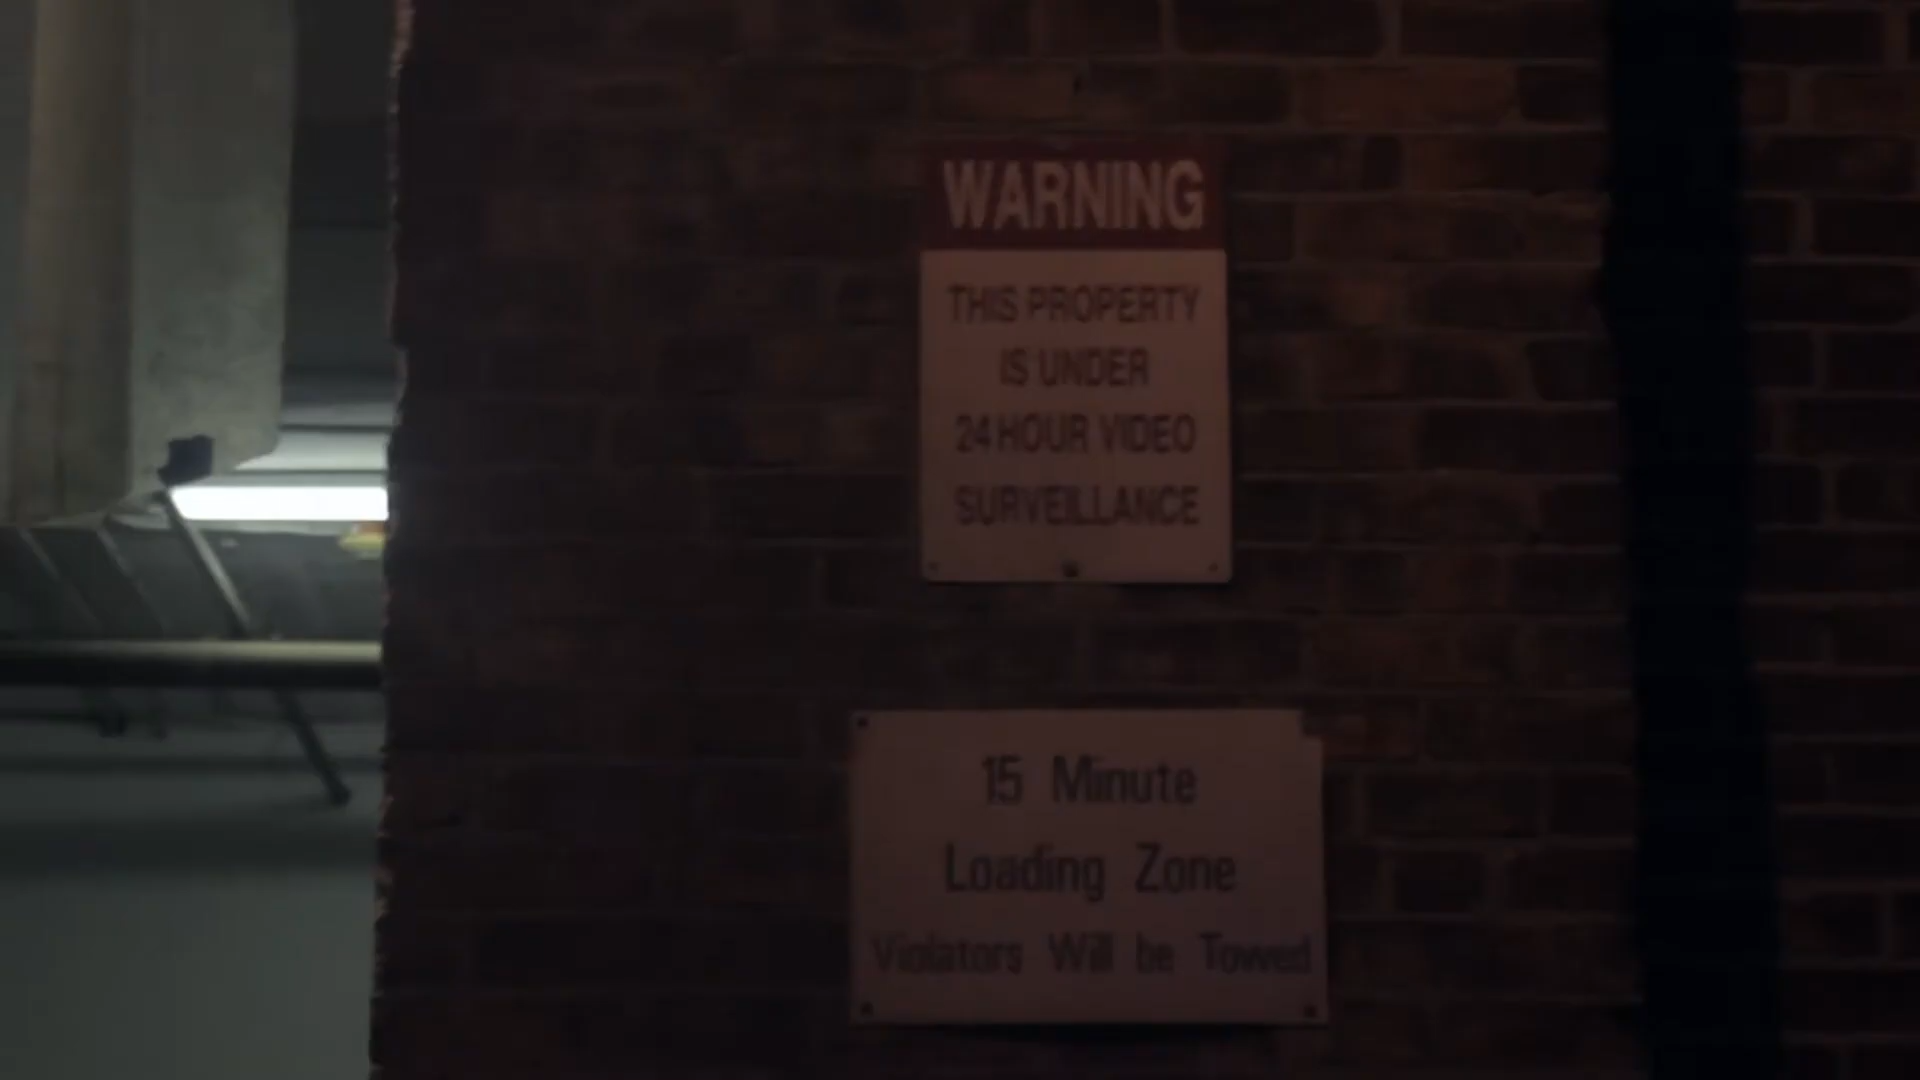 WARNING
THIS PROPERTY
IS UNDER
24 HOUR VIDEO
SURVEILLANCE
15 Minute
Loading Zone
Violators Will be Towed